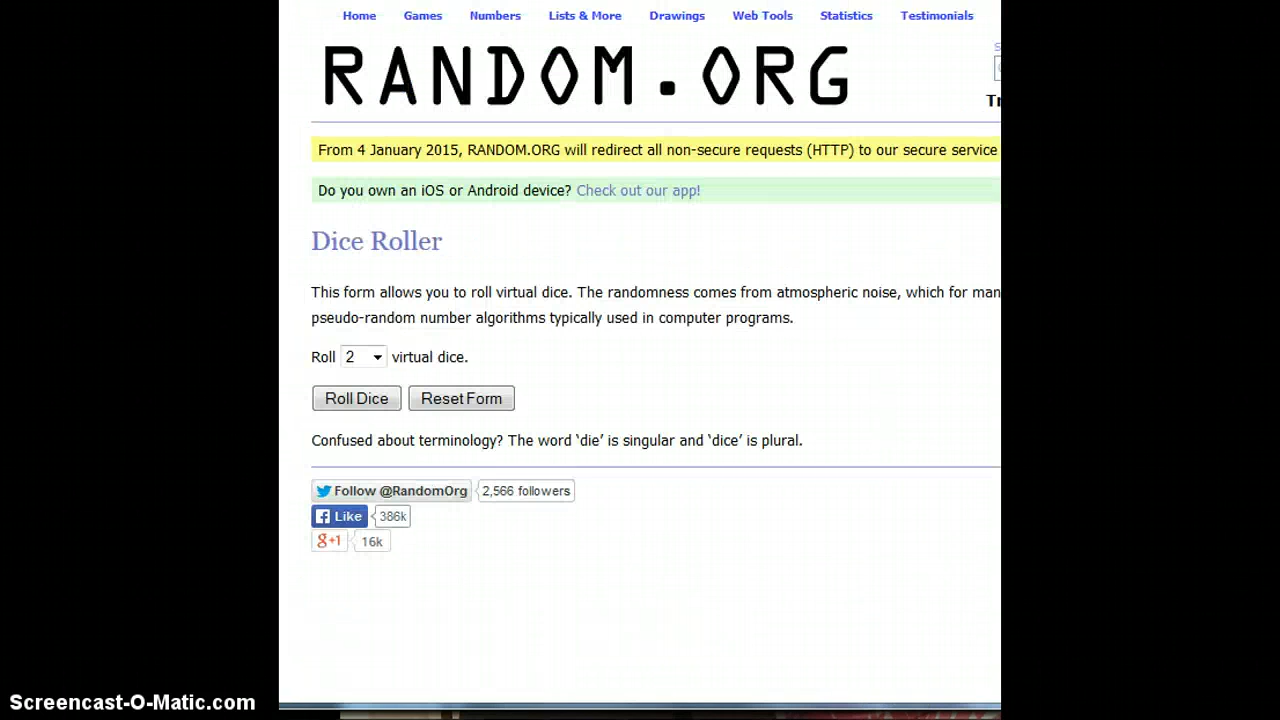 Home Games Numbers Lists & More Drawings Web Tools Statistics Testimonials
RANDOM.ORG
From 4 January 2015, RANDOM.ORG will redirect all non-secure requests (HTTP) to our secure service
Do you own an iOS or Android device? Check out our app!
Dice Roller
This form allows you to roll virtual dice. The randomness comes from atmospheric noise, which for
pseudo-random number algorithms typically used in computer programs.
Roll 2 virtual dice.
Roll Dice Reset Form
Confused about terminology? The word ‘die’ is singular and ‘dice’ is plural.
Follow @RandomOrg 2,566 followers
Like 386k
g+1 16k
Screencast-O-Matic.com